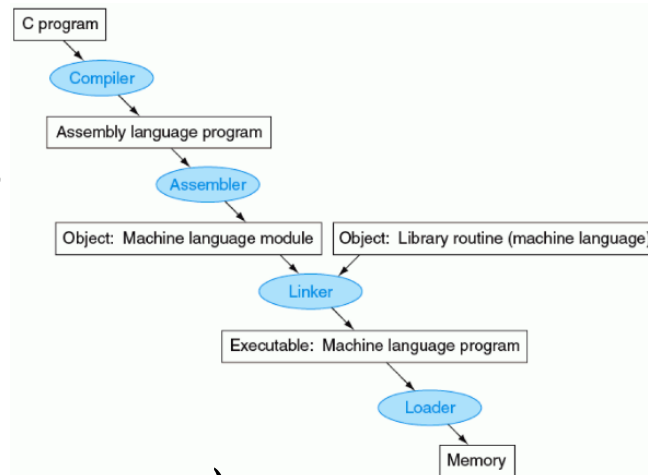 C program
Compiler
Assembly language program
Assembler
Object: Machine language module
Object: Library routine (machine language)
Linker
Executable: Machine language program
Loader
Memory